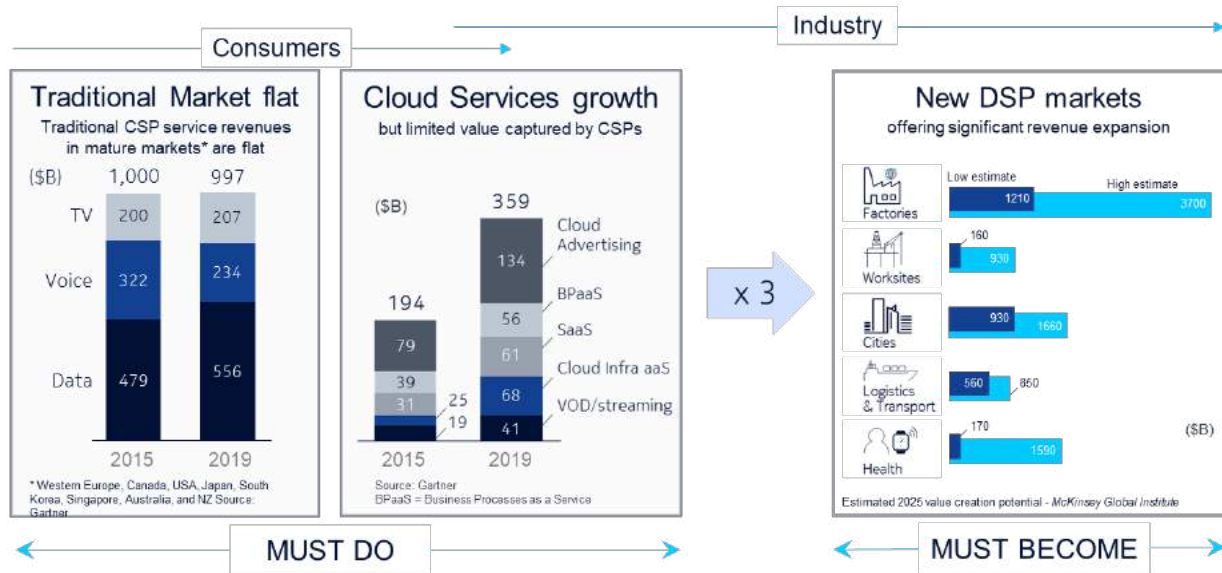 Consumers
Industry
Traditional Market flat
Traditional CSP service revenues
in mature markets* are flat
($B)
1,000
997
TV
200
207
Voice
322
234
Data
479
556
2015
2019
* Western Europe, Canada, USA, Japan, South
Korea, Singapore, Australia, and NZ Source:
Gartner
Cloud Services growth
but limited value captured by CSPs
($B)
359
Cloud
Advertising
134
194
BPaaS
56
79
SaaS
61
39
31
Cloud Infra aaS
25
68
VOD/streaming
19
41
2015
2019
Source: Gartner
BPaaS = Business Processes as a Service
x 3
New DSP markets
offering significant revenue expansion
Low estimate
High estimate
1210
3700
Factories
160
930
Worksites
930
1660
Cities
560
850
Logistics
& Transport
170
($B)
1590
Health
Estimated 2025 value creation potential - McKinsey Global Institute
MUST DO
MUST BECOME